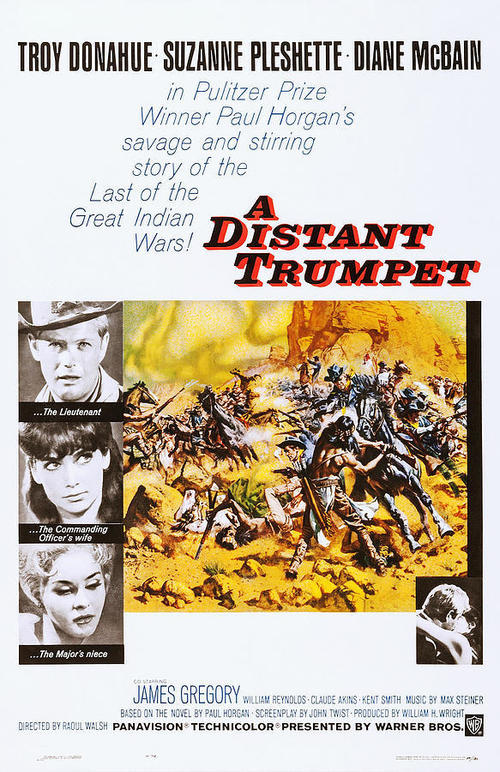 TROY DONAHUE · SUZANNE PLESHETTE · DIANE McBAIN
in Pulitzer Prize
Winner Paul Horgan's
savage and stirring
story of the
Last of the
Great Indian
Wars!
A
DISTANT
TRUMPET
...The Lieutenant
...The Commanding
Officer's wife
...The Major's niece
CO-STARRING
JAMES GREGORY WILLIAM REYNOLDS · CLAUDE AKINS · KENT SMITH MUSIC BY MAX STEINER
BASED ON THE NOVEL BY PAUL HORGAN · SCREENPLAY BY JOHN TWIST · PRODUCED BY WILLIAM H. WRIGHT
DIRECTED BY RAOUL WALSH PANAVISION® TECHNICOLOR® PRESENTED BY WARNER BROS.
WB